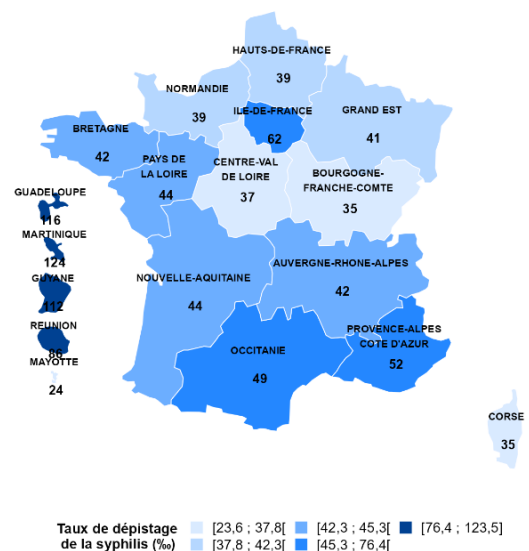 HAUTS-DE-FRANCE
39
NORMANDIE
39
ILE-DE-FRANCE
62
GRAND EST
41
BRETAGNE
42
PAYS DE
LA LOIRE
44
CENTRE-VAL
DE LOIRE
37
BOURGOGNE-
FRANCHE-COMTE
35
GUADELOUPE
116
MARTINIQUE
124
GUYANE
112
REUNION
86
MAYOTTE
24
NOUVELLE-AQUITAINE
44
AUVERGNE-RHONE-ALPES
42
OCCITANIE
49
PROVENCE-ALPES
COTE D'AZUR
52
CORSE
35
Taux de dépistage
de la syphilis (‰)
[23,6 ; 37,8[
[42,3 ; 45,3[
[76,4 ; 123,5]
[37,8 ; 42,3[
[45,3 ; 76,4[